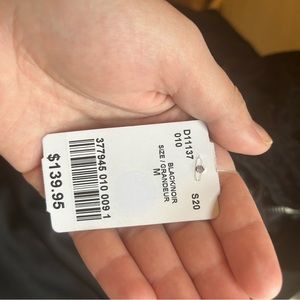 D11137
010
S20
BLACK/NOIR
SIZE / GRANDEUR
M
377945 010 009 1
$139.95